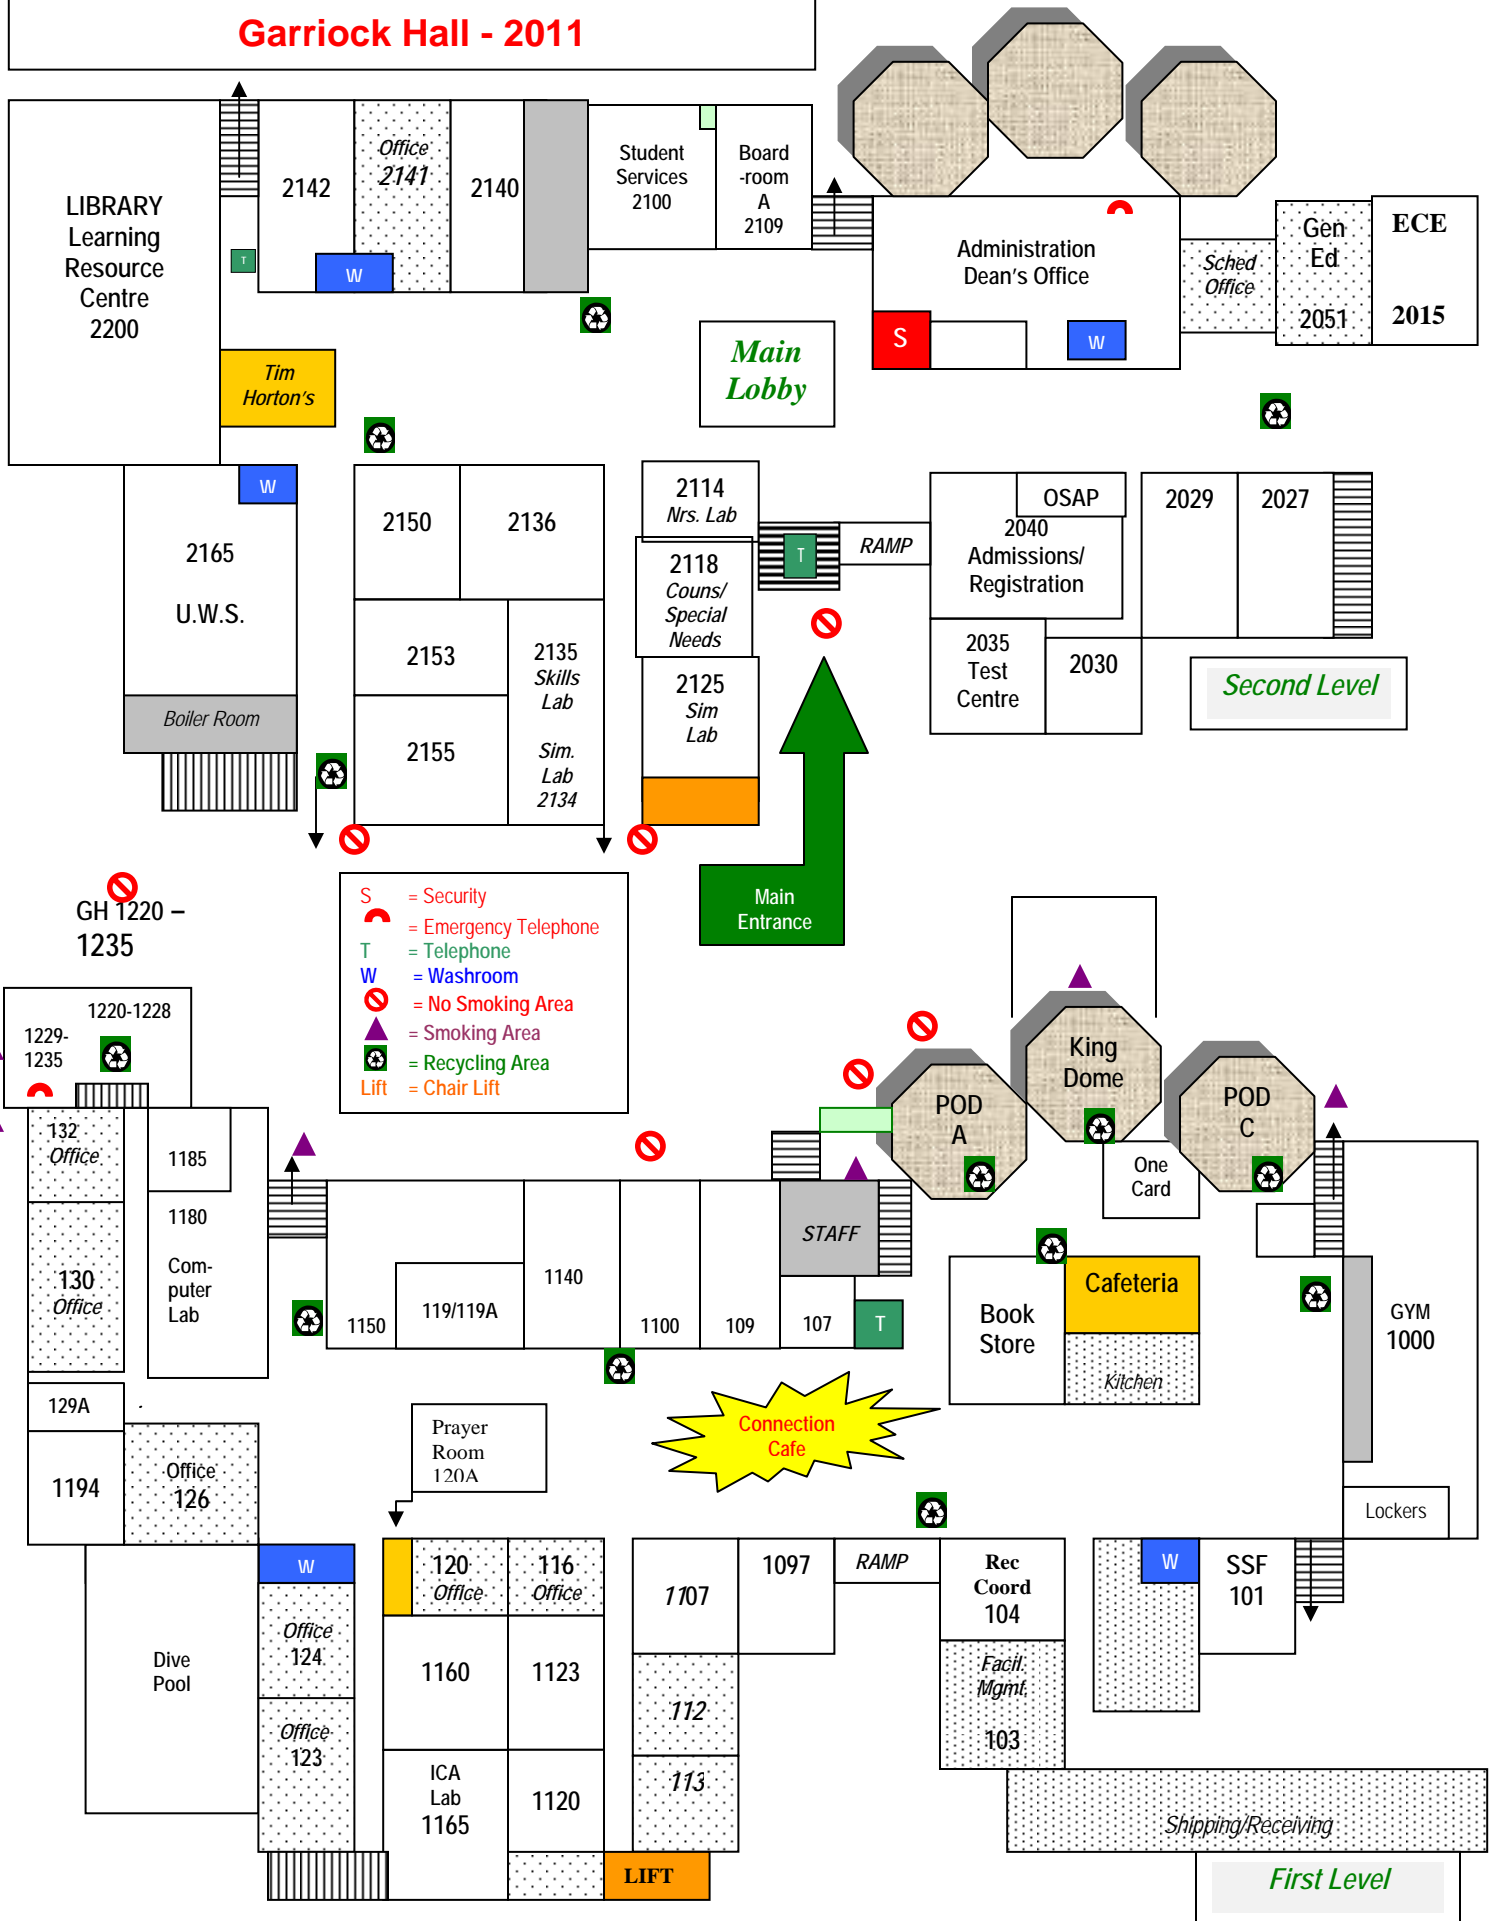 Garriock Hall - 2011
LIBRARY
Learning
Resource
Centre
2200
T
2142
Office
2141
W
2140
Student
Services
2100
Board
-room
A
2109
Administration
Dean's Office
S
W
Sched
Office
Gen
Ed
2051
ECE
2015
Tim
Horton's
Main
Lobby
W
2165
U.W.S.
Boiler Room
2150
2136
2153
2135
Skills
Lab
Sim.
Lab
2134
2155
2114
Nrs. Lab
2118
Couns/
Special
Needs
2125
Sim
Lab
T
RAMP
OSAP
2040
Admissions/
Registration
2035
Test
Centre
2030
2029
2027
Second Level
Main
Entrance
S = Security
= Emergency Telephone
T = Telephone
W = Washroom
= No Smoking Area
= Smoking Area
= Recycling Area
Lift = Chair Lift
GH 1220 –
1235
1220-1228
1229-
1235
132
Office
130
Office
129A
1194
Office
126
1185
1180
Com-
puter
Lab
1150
119/119A
1140
1100
109
107
STAFF
T
POD
A
King
Dome
POD
C
One
Card
Book
Store
Cafeteria
Kitchen
GYM
1000
Lockers
Prayer
Room
120A
Connection
Cafe
Dive
Pool
W
Office
124
Office
123
120
Office
116
Office
1160
1123
ICA
Lab
1165
1120
LIFT
1107
112
113
1097
RAMP
Rec
Coord
104
Facil.
Mgmt.
103
W
SSF
101
Shipping/Receiving
First Level